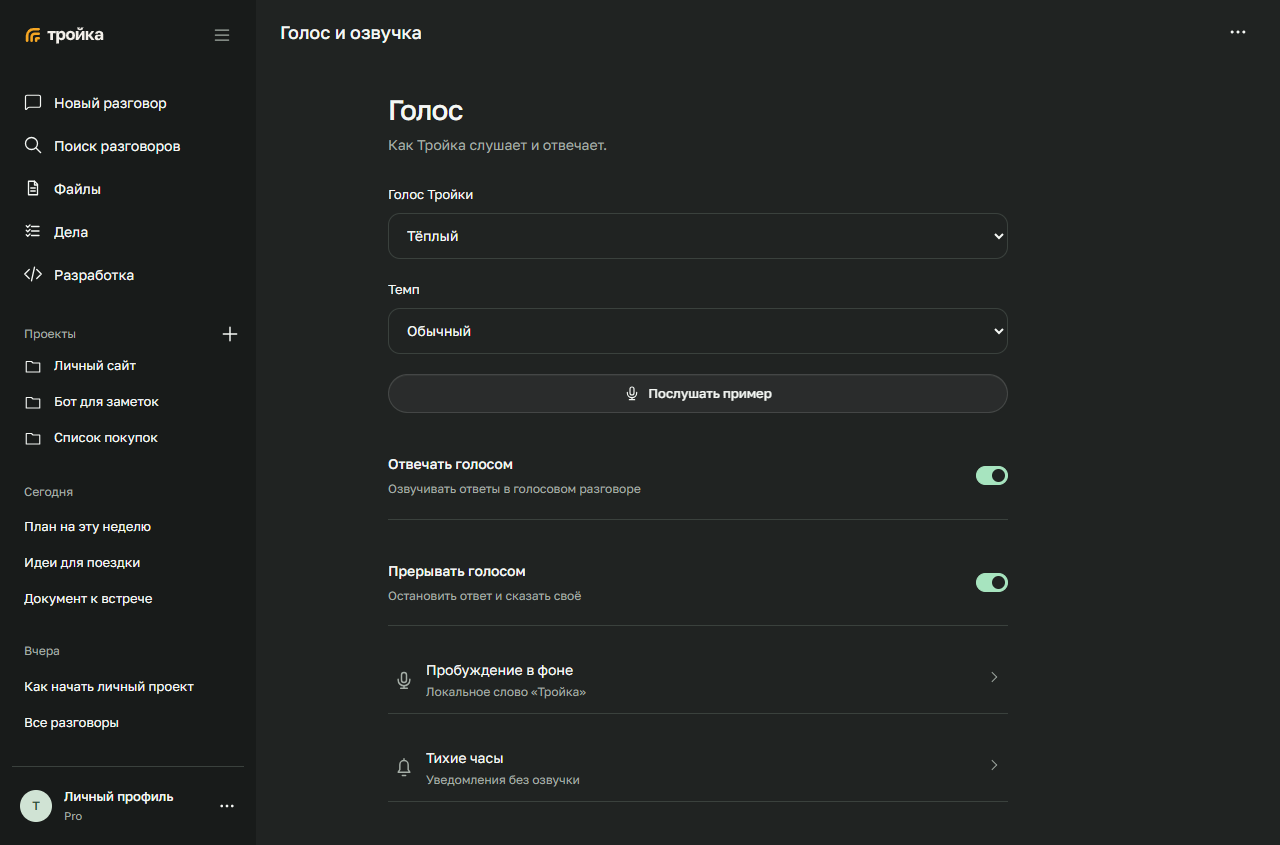 тройка
Новый разговор
Поиск разговоров
Файлы
Дела
Разработка
Проекты
Личный сайт
Бот для заметок
Список покупок
Сегодня
План на эту неделю
Идеи для поездки
Документ к встрече
Вчера
Как начать личный проект
Все разговоры
Т
Личный профиль
Pro
Голос и озвучка
Голос
Как Тройка слушает и отвечает.
Голос Тройки
Тёплый
Темп
Обычный
Послушать пример
Отвечать голосом
Озвучивать ответы в голосовом разговоре
Прерывать голосом
Остановить ответ и сказать своё
Пробуждение в фоне
Локальное слово «Тройка»
Тихие часы
Уведомления без озвучки